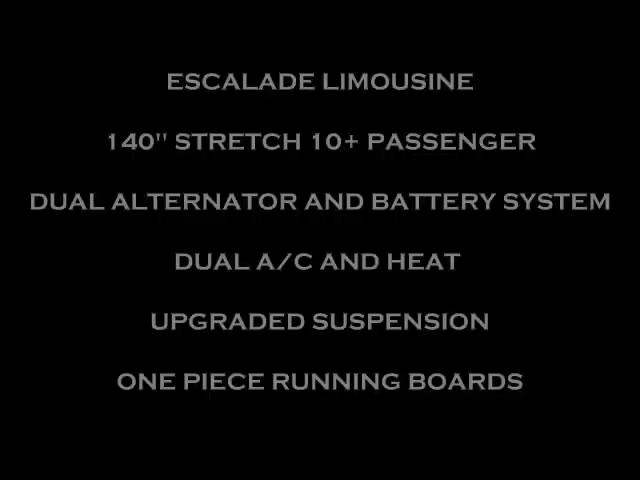 ESCALADE LIMOUSINE
140" STRETCH 10+ PASSENGER
DUAL ALTERNATOR AND BATTERY SYSTEM
DUAL A/C AND HEAT
UPGRADED SUSPENSION
ONE PIECE RUNNING BOARDS